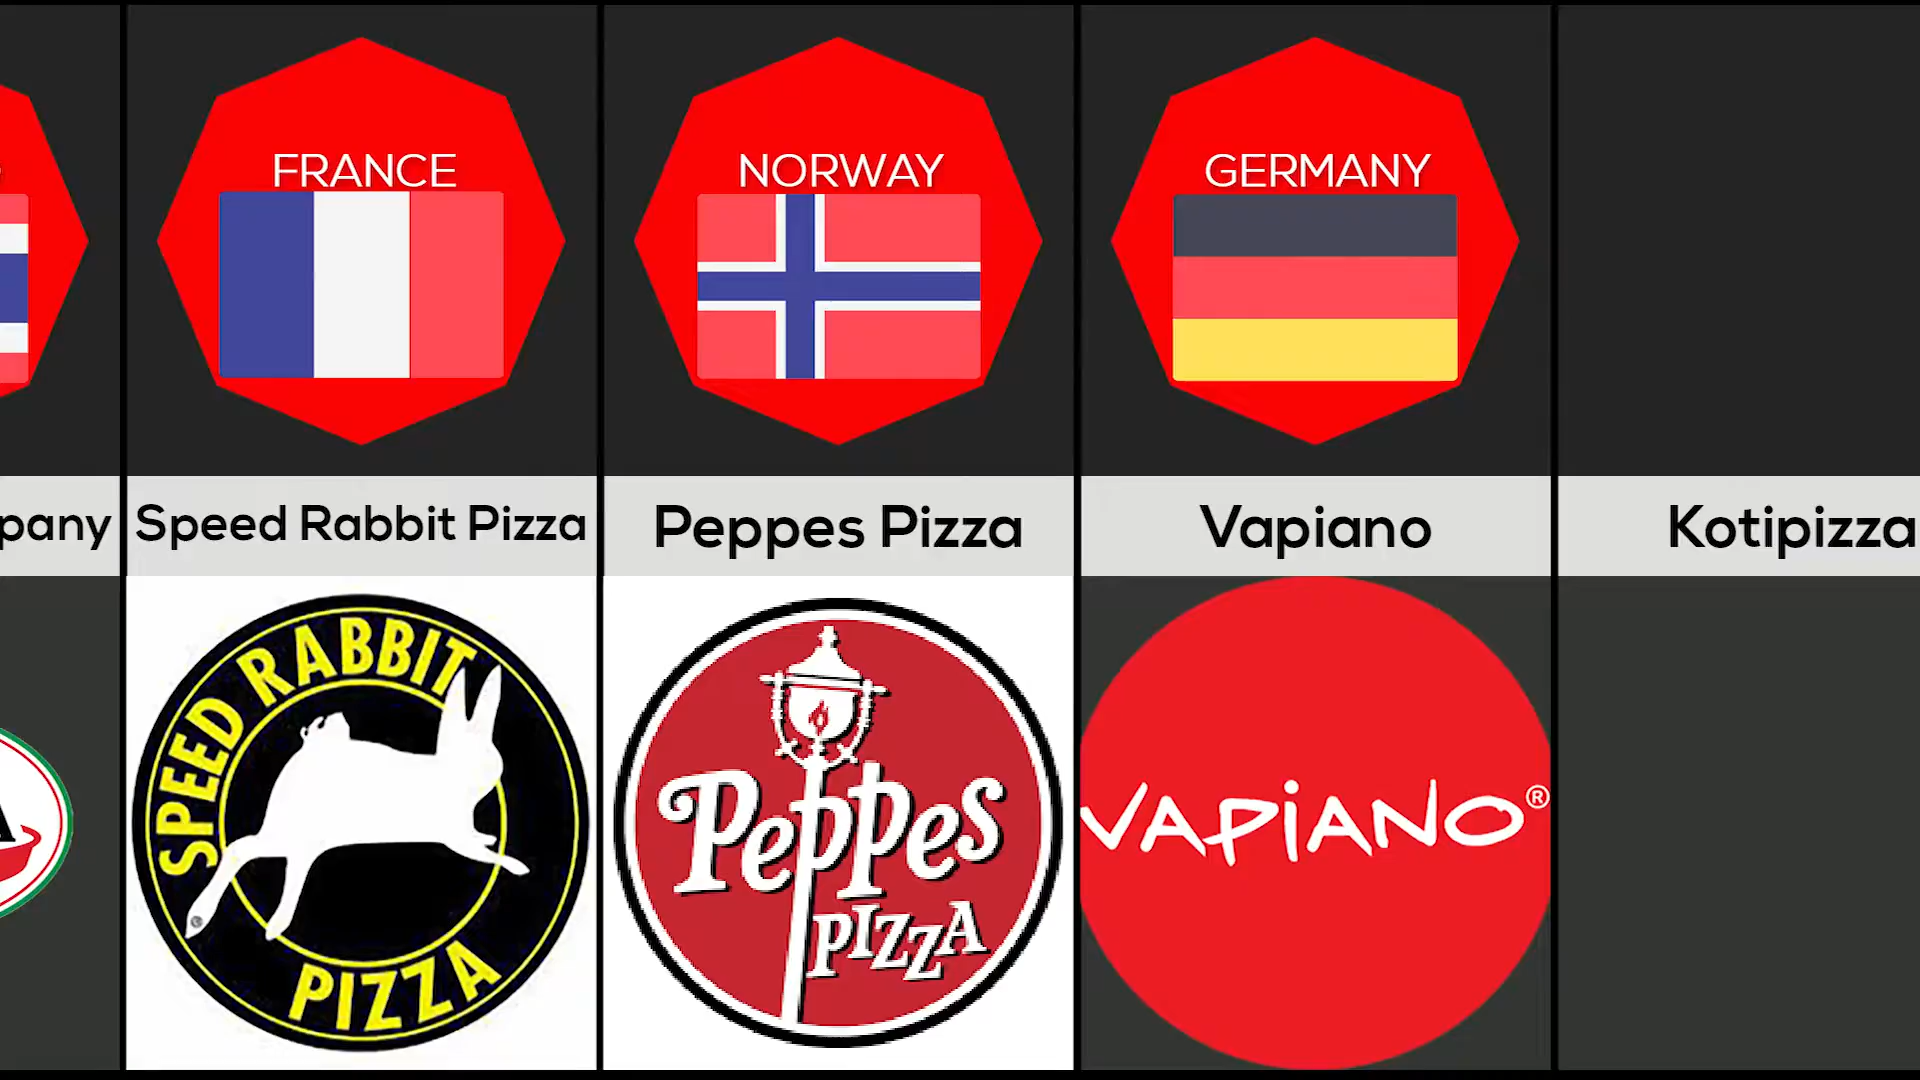 FRANCE
NORWAY
GERMANY
pany
Speed Rabbit Pizza
Peppes Pizza
Vapiano
Kotipizza
SPEED RABBIT
PIZZA
Peppes
PIZZA
VAPIANO®